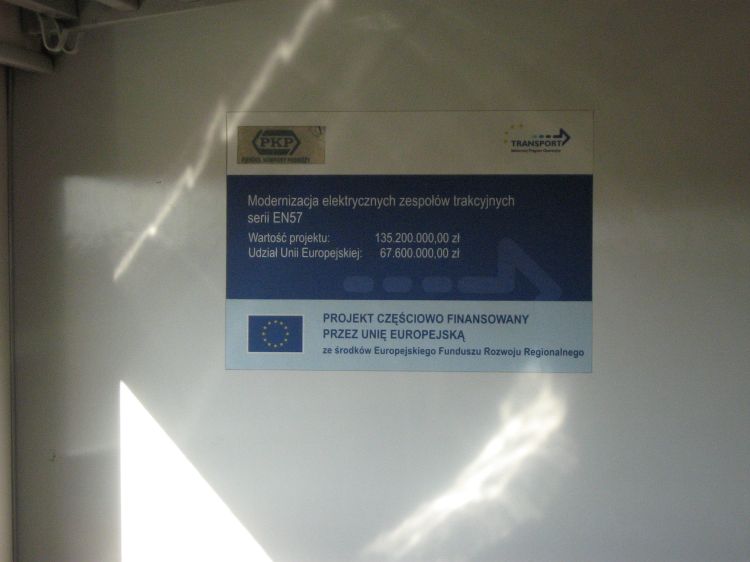 PKP
TRANSPORT
Modernizacja elektrycznych zespołów trakcyjnych
serii EN57
Wartość projektu: 135.200.000,00 zł
Udział Unii Europejskiej: 67.600.000,00 zł
PROJEKT CZĘŚCIOWO FINANSOWANY
PRZEZ UNIĘ EUROPEJSKĄ
ze środków Europejskiego Funduszu Rozwoju Regionalnego